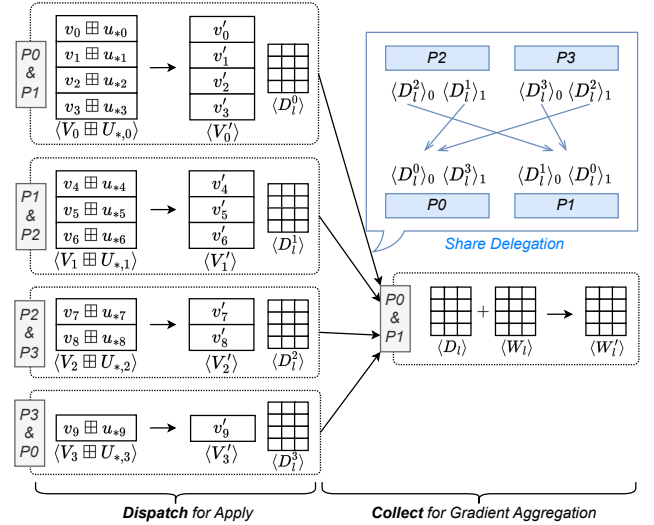 P0
&
P1
v₀ ⊞ u∗₀
v₁ ⊞ u∗₁
v₂ ⊞ u∗₂
v₃ ⊞ u∗₃
⟨V₀ ⊞ U∗,₀⟩
v′₀
v′₁
v′₂
v′₃
⟨V′₀⟩
⟨D⁰ₗ⟩
P1
&
P2
v₄ ⊞ u∗₄
v₅ ⊞ u∗₅
v₆ ⊞ u∗₆
⟨V₁ ⊞ U∗,₁⟩
v′₄
v′₅
v′₆
⟨V′₁⟩
⟨D¹ₗ⟩
P2
&
P3
v₇ ⊞ u∗₇
v₈ ⊞ u∗₈
⟨V₂ ⊞ U∗,₂⟩
v′₇
v′₈
⟨V′₂⟩
⟨D²ₗ⟩
P3
&
P0
v₉ ⊞ u∗₉
⟨V₃ ⊞ U∗,₃⟩
v′₉
⟨V′₃⟩
⟨D³ₗ⟩
P2 P3
⟨D²ₗ⟩₀ ⟨D¹ₗ⟩₁ ⟨D³ₗ⟩₀ ⟨D²ₗ⟩₁
⟨D⁰ₗ⟩₀ ⟨D³ₗ⟩₁ ⟨D¹ₗ⟩₀ ⟨D⁰ₗ⟩₁
P0 P1
Share Delegation
P0
&
P1
+
⟨Dₗ⟩ ⟨Wₗ⟩ ⟨W′ₗ⟩
Dispatch for Apply
Collect for Gradient Aggregation